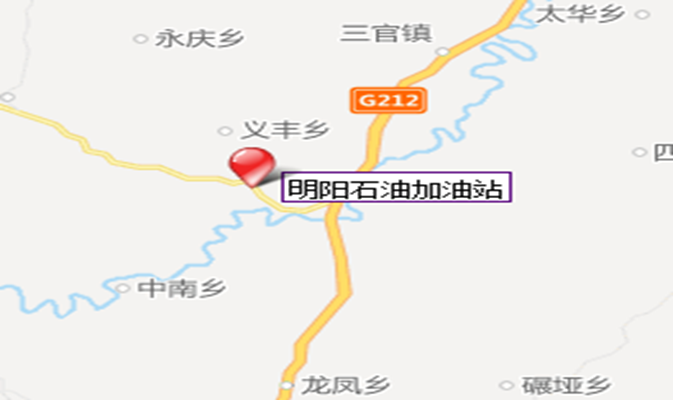 太华乡
三官镇
永庆乡
G212
义丰乡
四
明阳石油加油站
中南乡
龙凤乡
碾垭乡